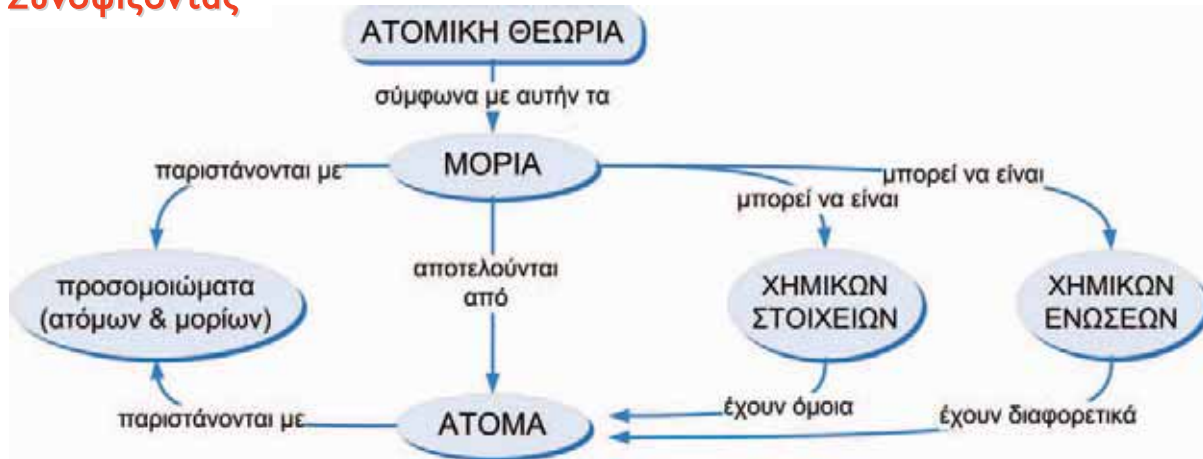 Συνοψίζοντας
ΑΤΟΜΙΚΗ ΘΕΩΡΙΑ
σύμφωνα με αυτήν τα
ΜΟΡΙΑ
παριστάνονται με
μπορεί να είναι
μπορεί να είναι
αποτελούνται
από
προσομοιώματα
(ατόμων & μορίων)
ΧΗΜΙΚΩΝ
ΣΤΟΙΧΕΙΩΝ
ΧΗΜΙΚΩΝ
ΕΝΩΣΕΩΝ
παριστάνονται με
ΑΤΟΜΑ
έχουν όμοια
έχουν διαφορετικά